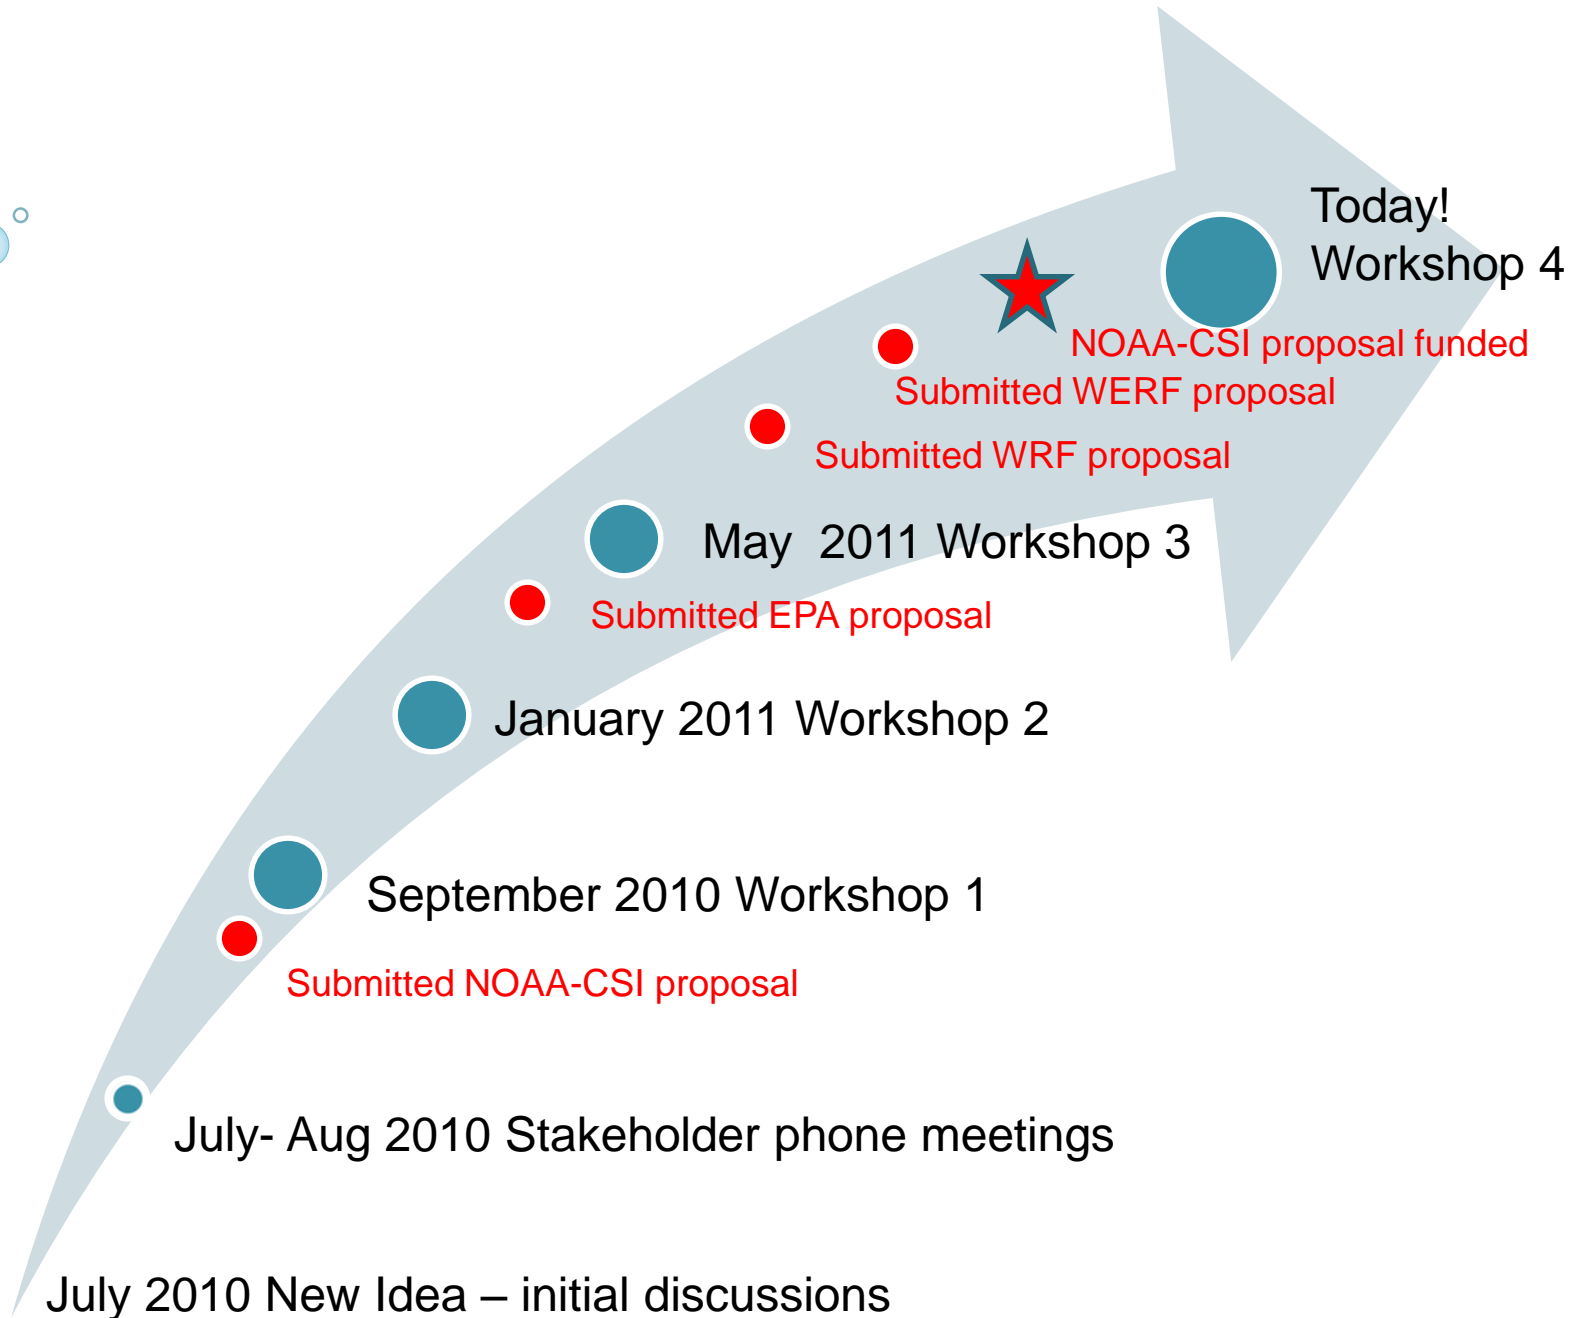 Today!
Workshop 4
NOAA-CSI proposal funded
Submitted WERF proposal
Submitted WRF proposal
May  2011 Workshop 3
Submitted EPA proposal
January 2011 Workshop 2
September 2010 Workshop 1
Submitted NOAA-CSI proposal
July- Aug 2010 Stakeholder phone meetings
July 2010 New Idea – initial discussions